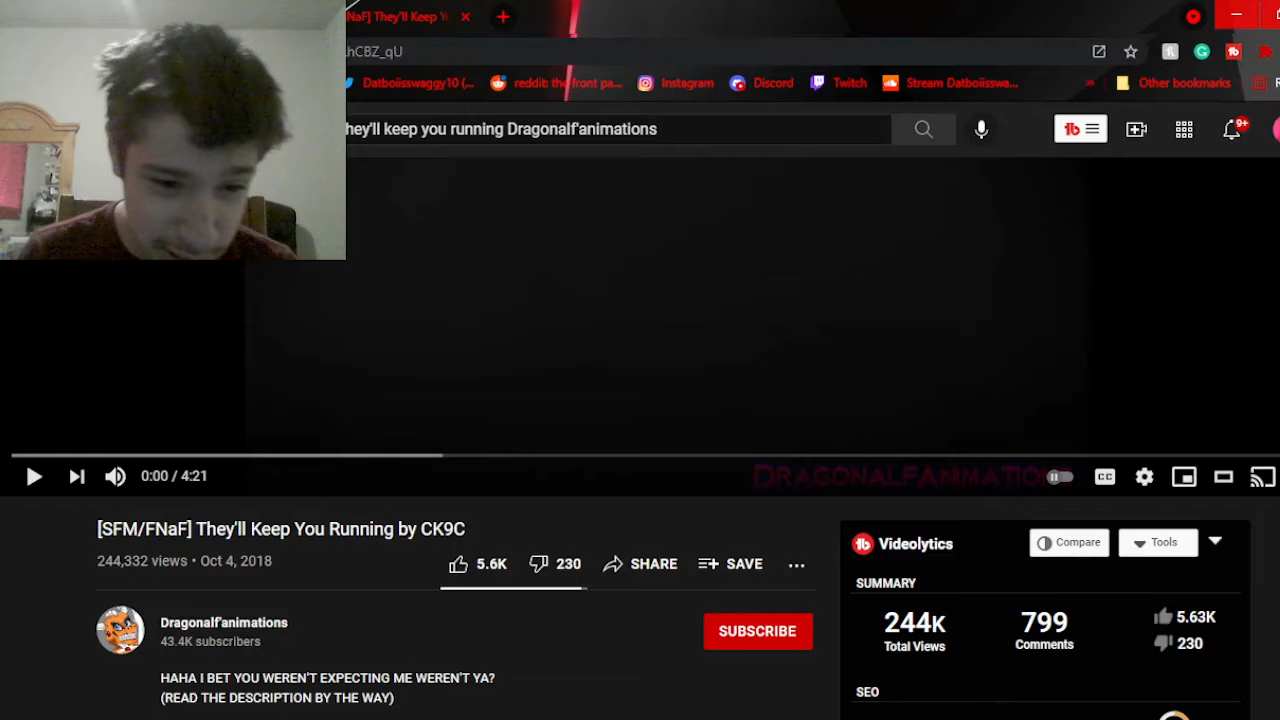 NaF] They'll Keep Y
hCBZ_qU
Datboiisswaggy10 (...
reddit: the front pa...
Instagram
Discord
Twitch
Stream Datboiisswa...
»
Other bookmarks
hey'll keep you running Dragonalf'animations
9+
0:00 / 4:21
DRAGONALFANIMATION
CC
[SFM/FNaF] They'll Keep You Running by CK9C
244,332 views • Oct 4, 2018
5.6K
230
SHARE
SAVE
Dragonalf'animations
43.4K subscribers
SUBSCRIBE
HAHA I BET YOU WEREN'T EXPECTING ME WEREN'T YA?
(READ THE DESCRIPTION BY THE WAY)
Videolytics
Compare
Tools
SUMMARY
244K
Total Views
799
Comments
5.63K
230
SEO